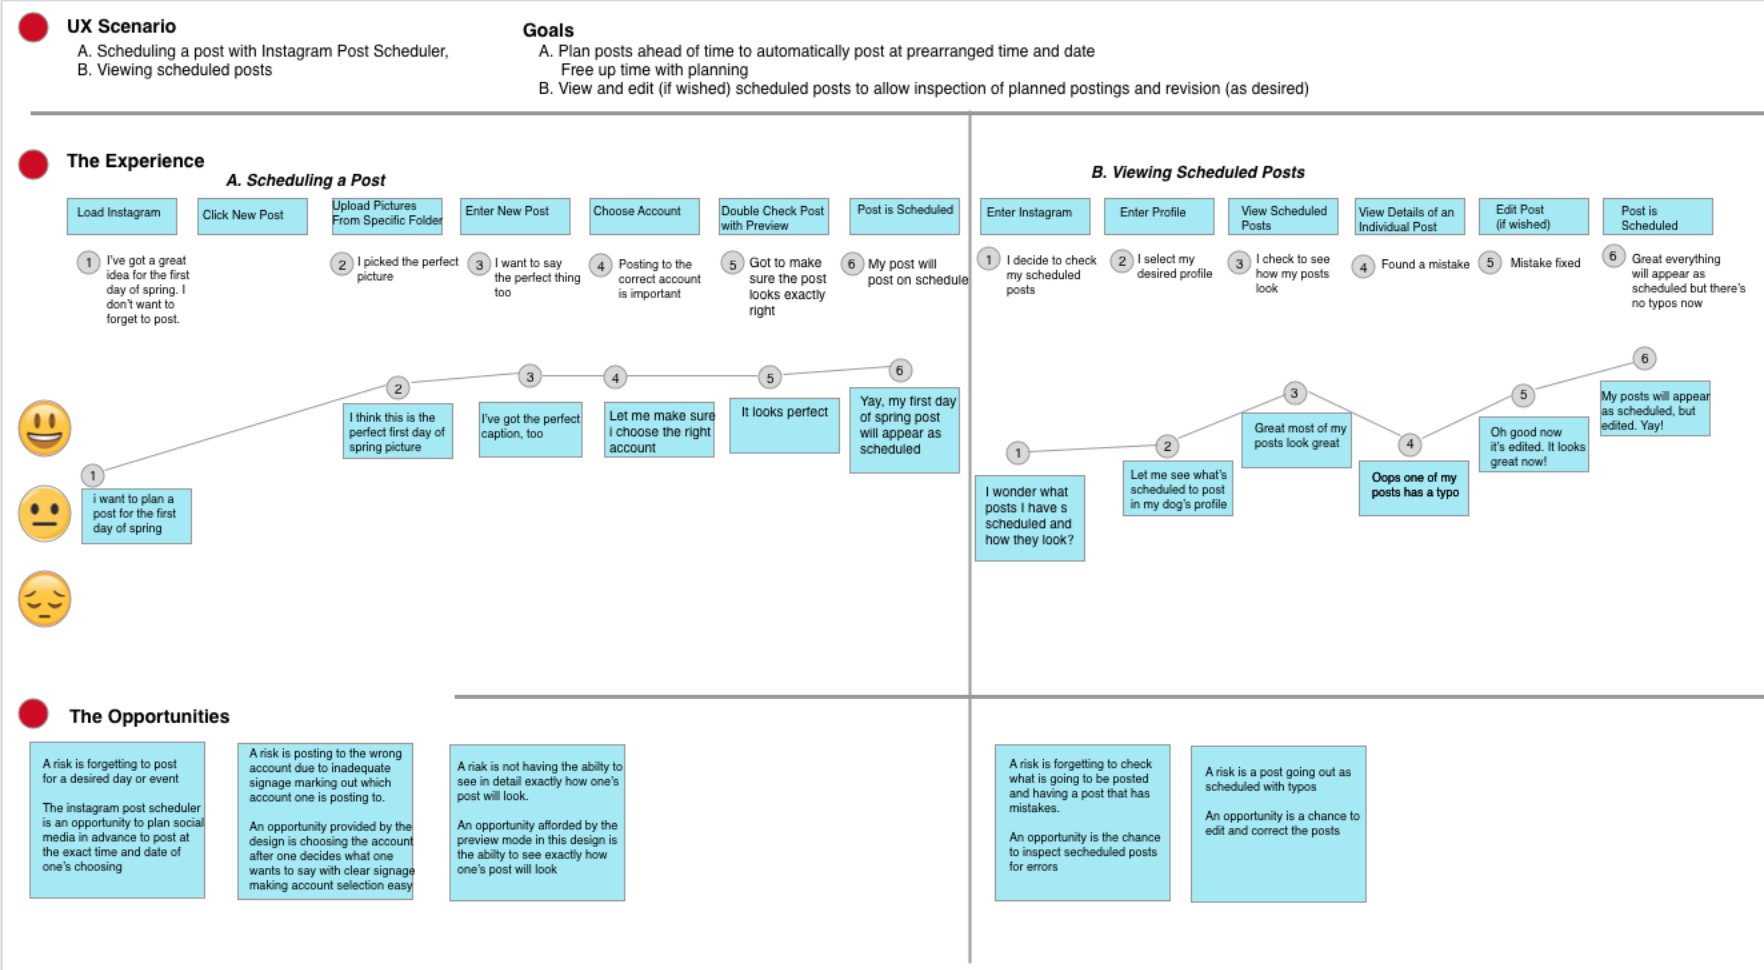 UX Scenario
A. Scheduling a post with Instagram Post Scheduler,
B. Viewing scheduled posts
Goals
A. Plan posts ahead of time to automatically post at prearranged time and date
Free up time with planning
B. View and edit (if wished) scheduled posts to allow inspection of planned postings and revision (as desired)
The Experience
A. Scheduling a Post
Load Instagram
Click New Post
Upload Pictures
From Specific Folder
Enter New Post
Choose Account
Double Check Post
with Preview
Post is Scheduled
1
I've got a great
idea for the first
day of spring. I
don't want to
forget to post.
2
I picked the perfect
picture
3
I want to say
the perfect thing
too
4
Posting to the
correct account
is important
5
Got to make
sure the post
looks exactly
right
6
My post will
post on schedule
1
i want to plan a
post for the first
day of spring
2
I think this is the
perfect first day of
spring picture
3
I've got the perfect
caption, too
4
Let me make sure
i choose the right
account
5
It looks perfect
6
Yay, my first day
of spring post
will appear as
scheduled
B. Viewing Scheduled Posts
Enter Instagram
Enter Profile
View Scheduled
Posts
View Details of an
Individual Post
Edit Post
(if wished)
Post is
Scheduled
1
I decide to check
my scheduled
posts
2
I select my
desired profile
3
I check to see
how my posts
look
4
Found a mistake
5
Mistake fixed
6
Great everything
will appear as
scheduled but there's
no typos now
1
I wonder what
posts I have s
scheduled and
how they look?
2
Let me see what's
scheduled to post
in my dog's profile
3
Great most of my
posts look great
4
Oops one of my
posts has a typo
5
Oh good now
it's edited. It looks
great now!
6
My posts will appear
as scheduled, but
edited. Yay!
The Opportunities
A risk is forgetting to post
for a desired day or event
The instagram post scheduler
is an opportunity to plan social
media in advance to post at
the exact time and date of
one's choosing
A risk is posting to the wrong
account due to inadequate
signage marking out which
account one is posting to.
An opportunity provided by the
design is choosing the account
after one decides what one
wants to say with clear signage
making account selection easy
A riak is not having the abilty to
see in detail exactly how one's
post will look.
An opportunity afforded by the
preview mode in this design is
the abilty to see exactly how
one's post will look
A risk is forgetting to check
what is going to be posted
and having a post that has
mistakes.
An opportunity is the chance
to inspect secheduled posts
for errors
A risk is a post going out as
scheduled with typos
An opportunity is a chance to
edit and correct the posts